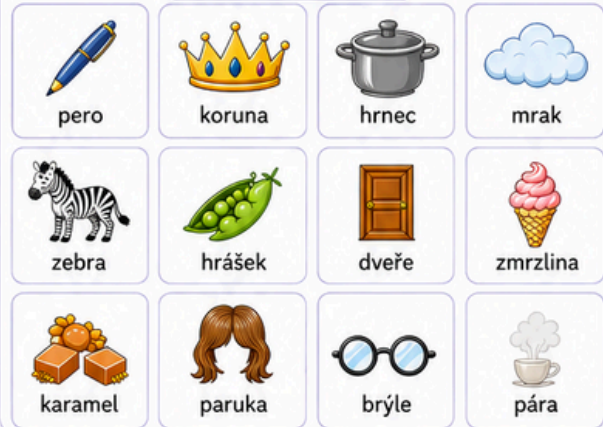 pero koruna hrnec mrak
zebra hrášek dveře zmrzlina
karamel paruka brýle pára